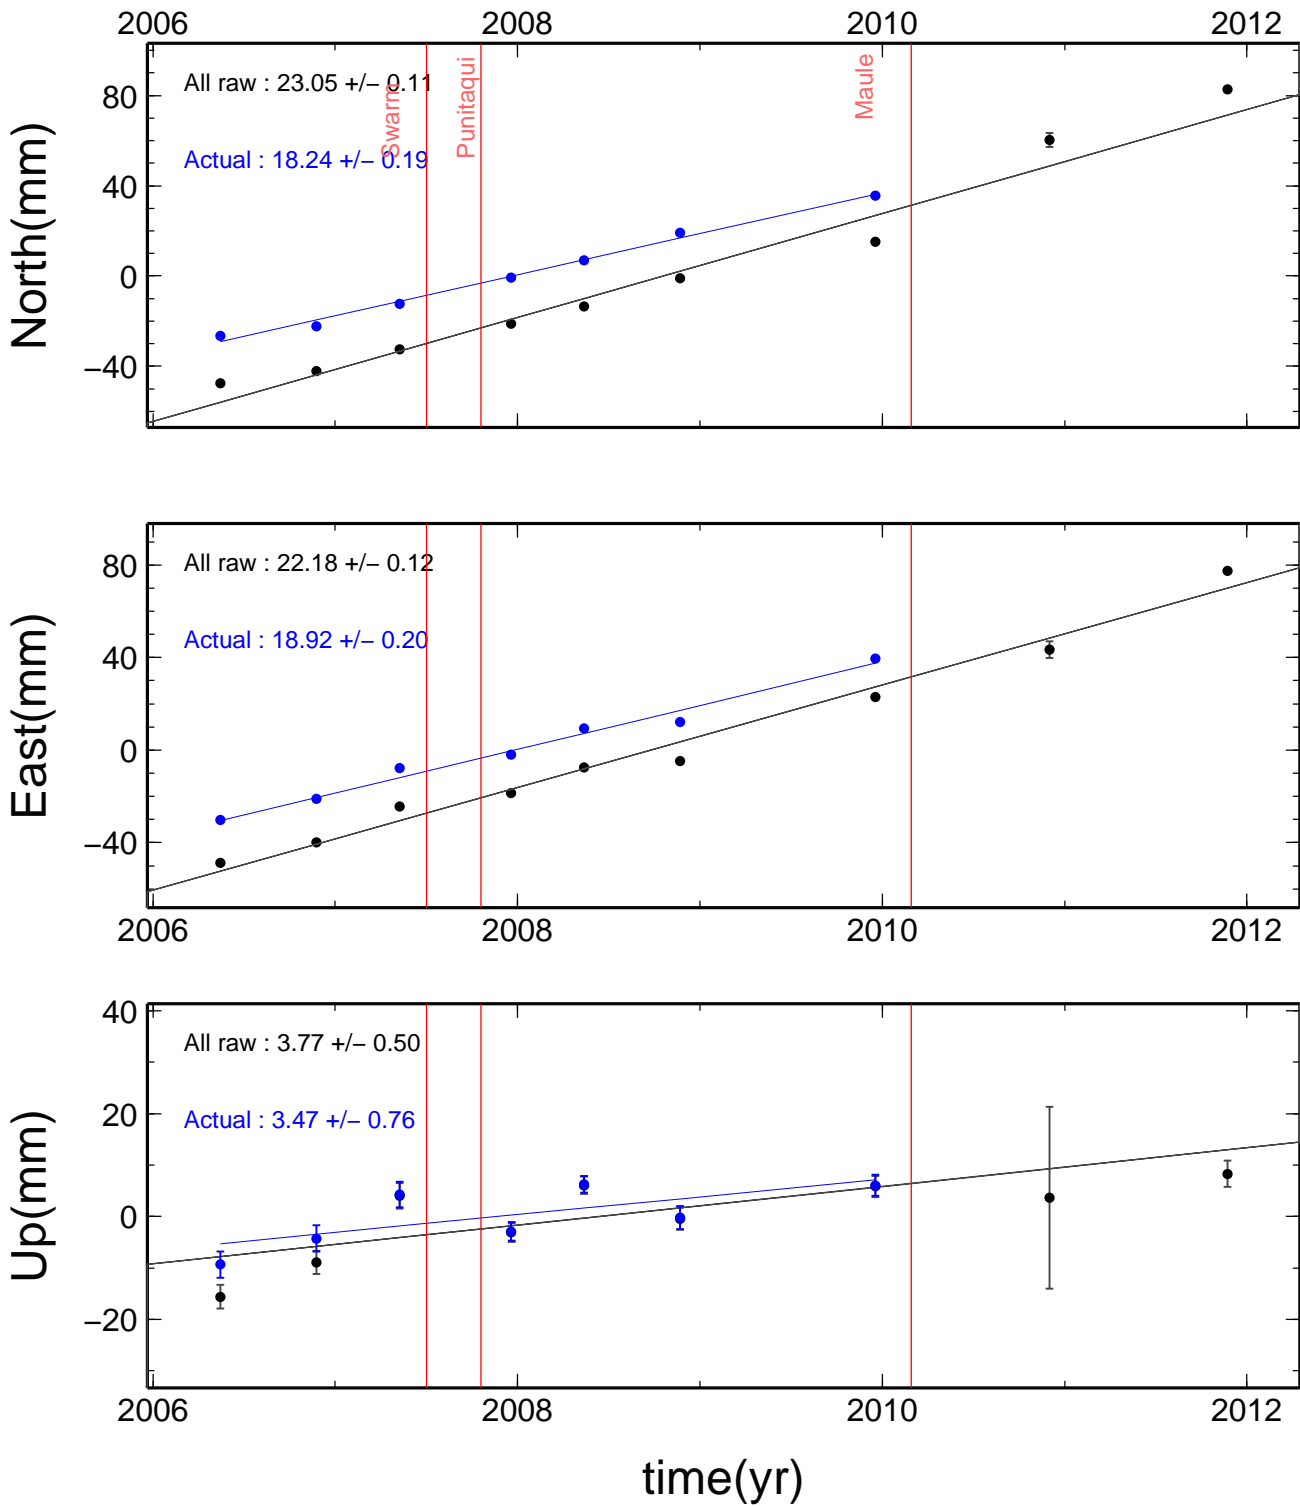 2006 2008 2010 2012
North(mm)
80
40
0
−40
All raw : 23.05 +/− 0.11
Actual : 18.24 +/− 0.19
Swarm
Punitaqui
Maule
East(mm)
80
40
0
−40
All raw : 22.18 +/− 0.12
Actual : 18.92 +/− 0.20
2006 2008 2010 2012
Up(mm)
40
20
0
−20
All raw : 3.77 +/− 0.50
Actual : 3.47 +/− 0.76
2006 2008 2010 2012
time(yr)